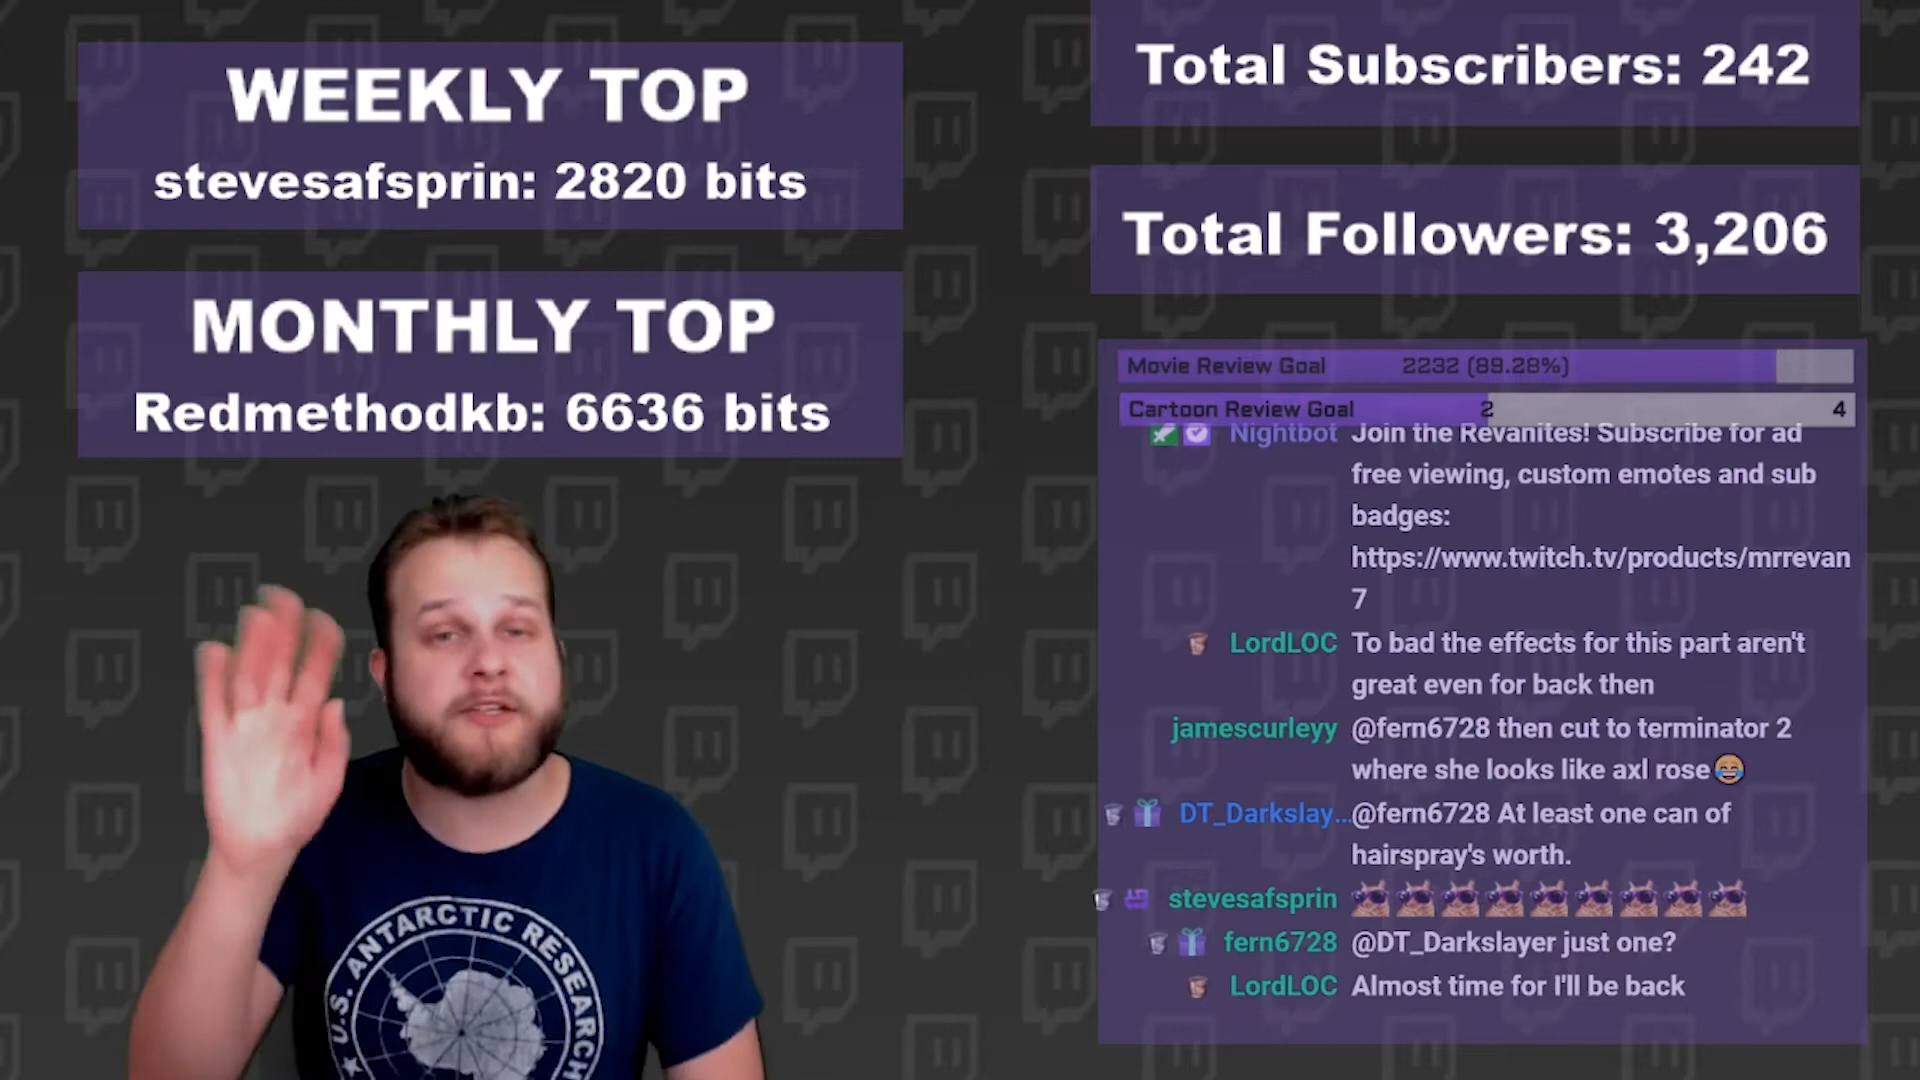 WEEKLY TOP
stevesafsprin: 2820 bits
MONTHLY TOP
Redmethodkb: 6636 bits
Total Subscribers: 242
Total Followers: 3,206
Movie Review Goal 2232 (89.28%)
Cartoon Review Goal 2 4
Nightbot Join the Revanites! Subscribe for ad
free viewing, custom emotes and sub
badges:
https://www.twitch.tv/products/mrrevan
7
LordLOC To bad the effects for this part aren't
great even for back then
jamescurleyy @fern6728 then cut to terminator 2
where she looks like axl rose😂
DT_Darkslay... @fern6728 At least one can of
hairspray's worth.
stevesafsprin
fern6728 @DT_Darkslayer just one?
LordLOC Almost time for I'll be back
U.S. ANTARCTIC RESEARCH